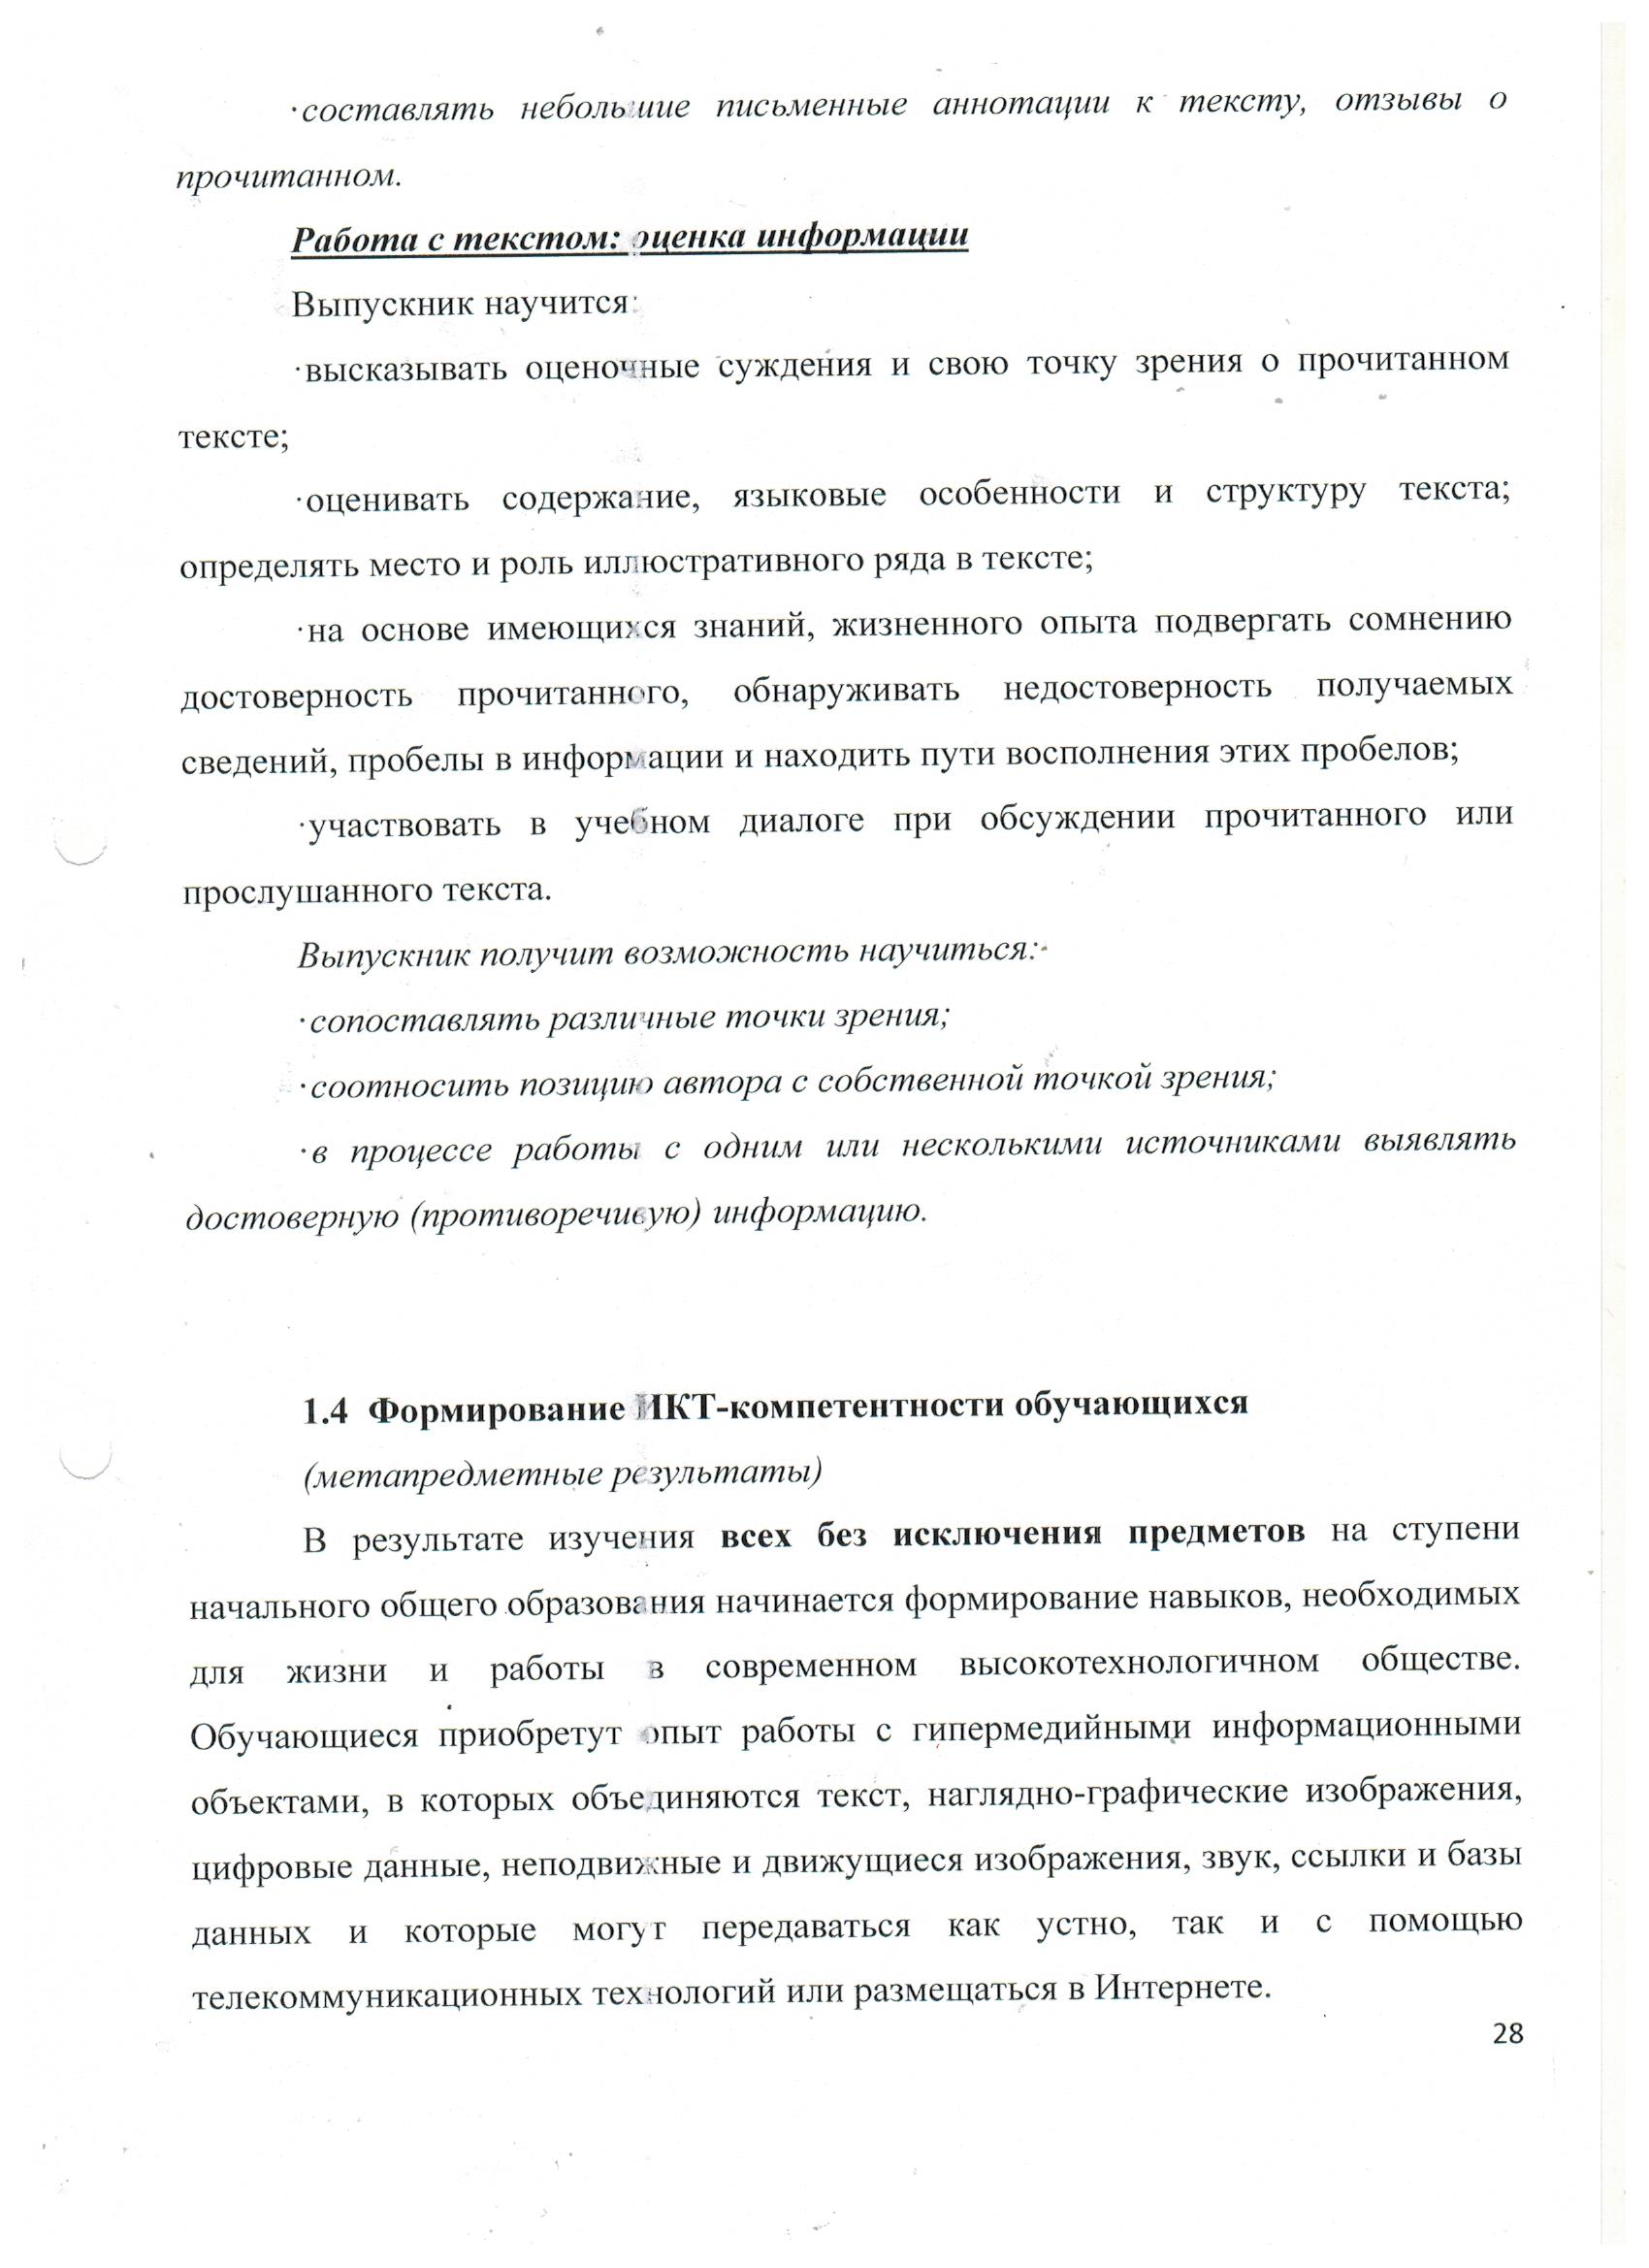 ·составлять небольшие письменные аннотации к тексту, отзывы о
прочитанном.
Работа с текстом: оценка информации
Выпускник научится:
·высказывать оценочные суждения и свою точку зрения о прочитанном
тексте;
·оценивать содержание, языковые особенности и структуру текста;
определять место и роль иллюстративного ряда в тексте;
·на основе имеющихся знаний, жизненного опыта подвергать сомнению
достоверность прочитанного, обнаруживать недостоверность получаемых
сведений, пробелы в информации и находить пути восполнения этих пробелов;
·участвовать в учебном диалоге при обсуждении прочитанного или
прослушанного текста.
Выпускник получит возможность научиться:
·сопоставлять различные точки зрения;
·соотносить позицию автора с собственной точкой зрения;
·в процессе работы с одним или несколькими источниками выявлять
достоверную (противоречивую) информацию.
1.4 Формирование ИКТ-компетентности обучающихся
(метапредметные результаты)
В результате изучения всех без исключения предметов на ступени
начального общего образования начинается формирование навыков, необходимых
для жизни и работы в современном высокотехнологичном обществе.
Обучающиеся приобретут опыт работы с гипермедийными информационными
объектами, в которых объединяются текст, наглядно-графические изображения,
цифровые данные, неподвижные и движущиеся изображения, звук, ссылки и базы
данных и которые могут передаваться как устно, так и с помощью
телекоммуникационных технологий или размещаться в Интернете.
28